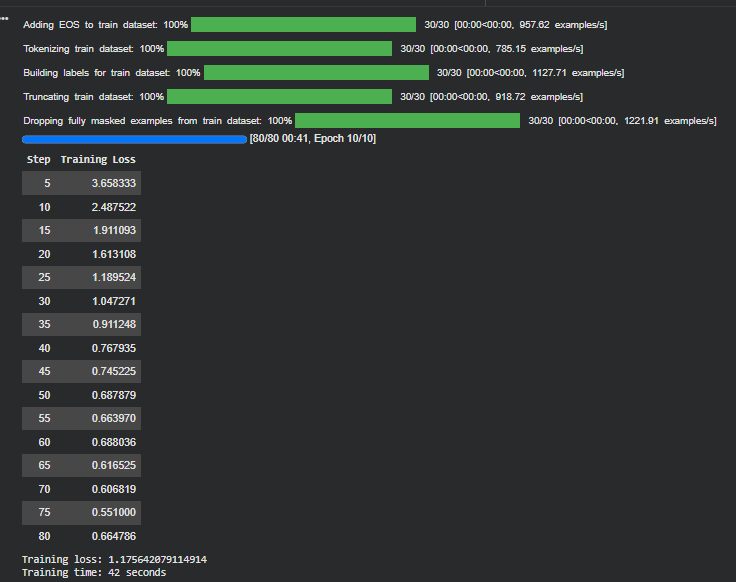 Adding EOS to train dataset: 100% 30/30 [00:00<00:00, 957.62 examples/s]
Tokenizing train dataset: 100% 30/30 [00:00<00:00, 785.15 examples/s]
Building labels for train dataset: 100% 30/30 [00:00<00:00, 1127.71 examples/s]
Truncating train dataset: 100% 30/30 [00:00<00:00, 918.72 examples/s]
Dropping fully masked examples from train dataset: 100% 30/30 [00:00<00:00, 1221.91 examples/s]
[80/80 00:41, Epoch 10/10]
Step Training Loss
5 3.658333
10 2.487522
15 1.911093
20 1.613108
25 1.189524
30 1.047271
35 0.911248
40 0.767935
45 0.745225
50 0.687879
55 0.663970
60 0.688036
65 0.616525
70 0.606819
75 0.551000
80 0.664786
Training loss: 1.175642079114914
Training time: 42 seconds